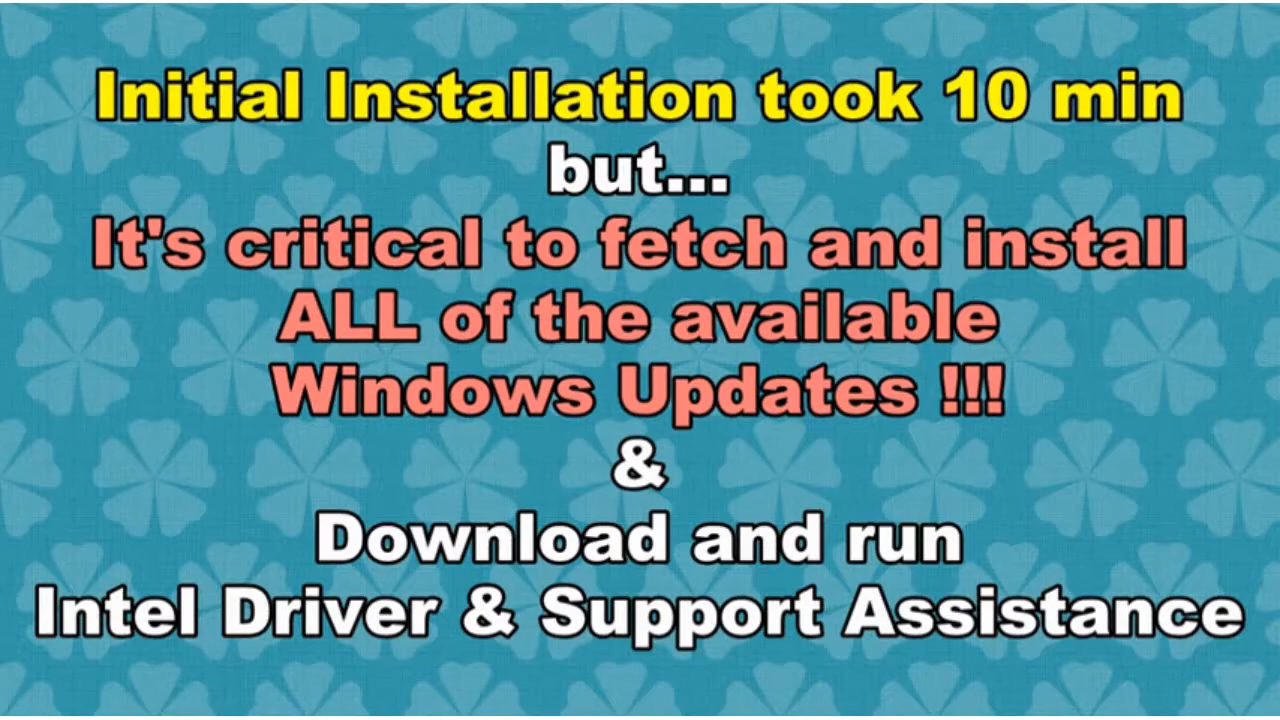 Initial Installation took 10 min
but...
It's critical to fetch and install
ALL of the available
Windows Updates !!!
&
Download and run
Intel Driver & Support Assistance